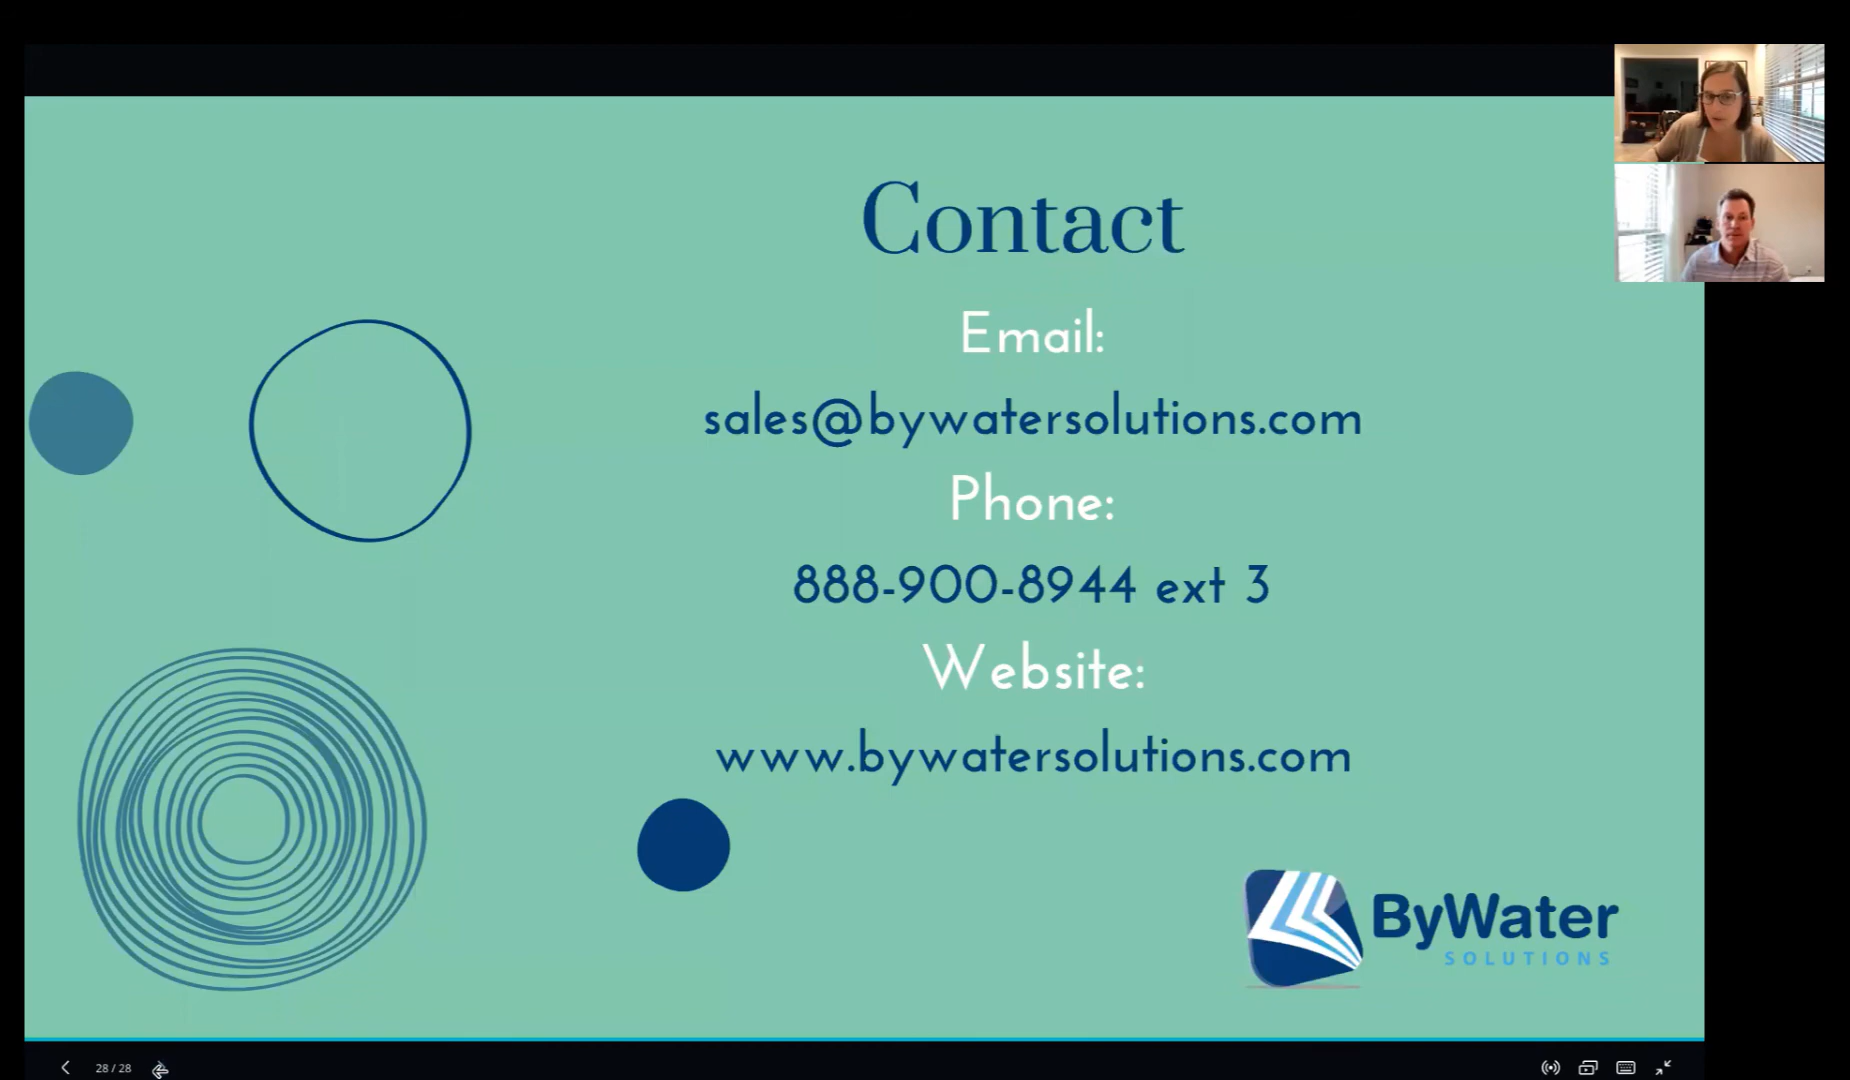 Contact
Email:
sales@bywatersolutions.com
Phone:
888-900-8944 ext 3
Website:
www.bywatersolutions.com
ByWater
SOLUTIONS
28 / 28